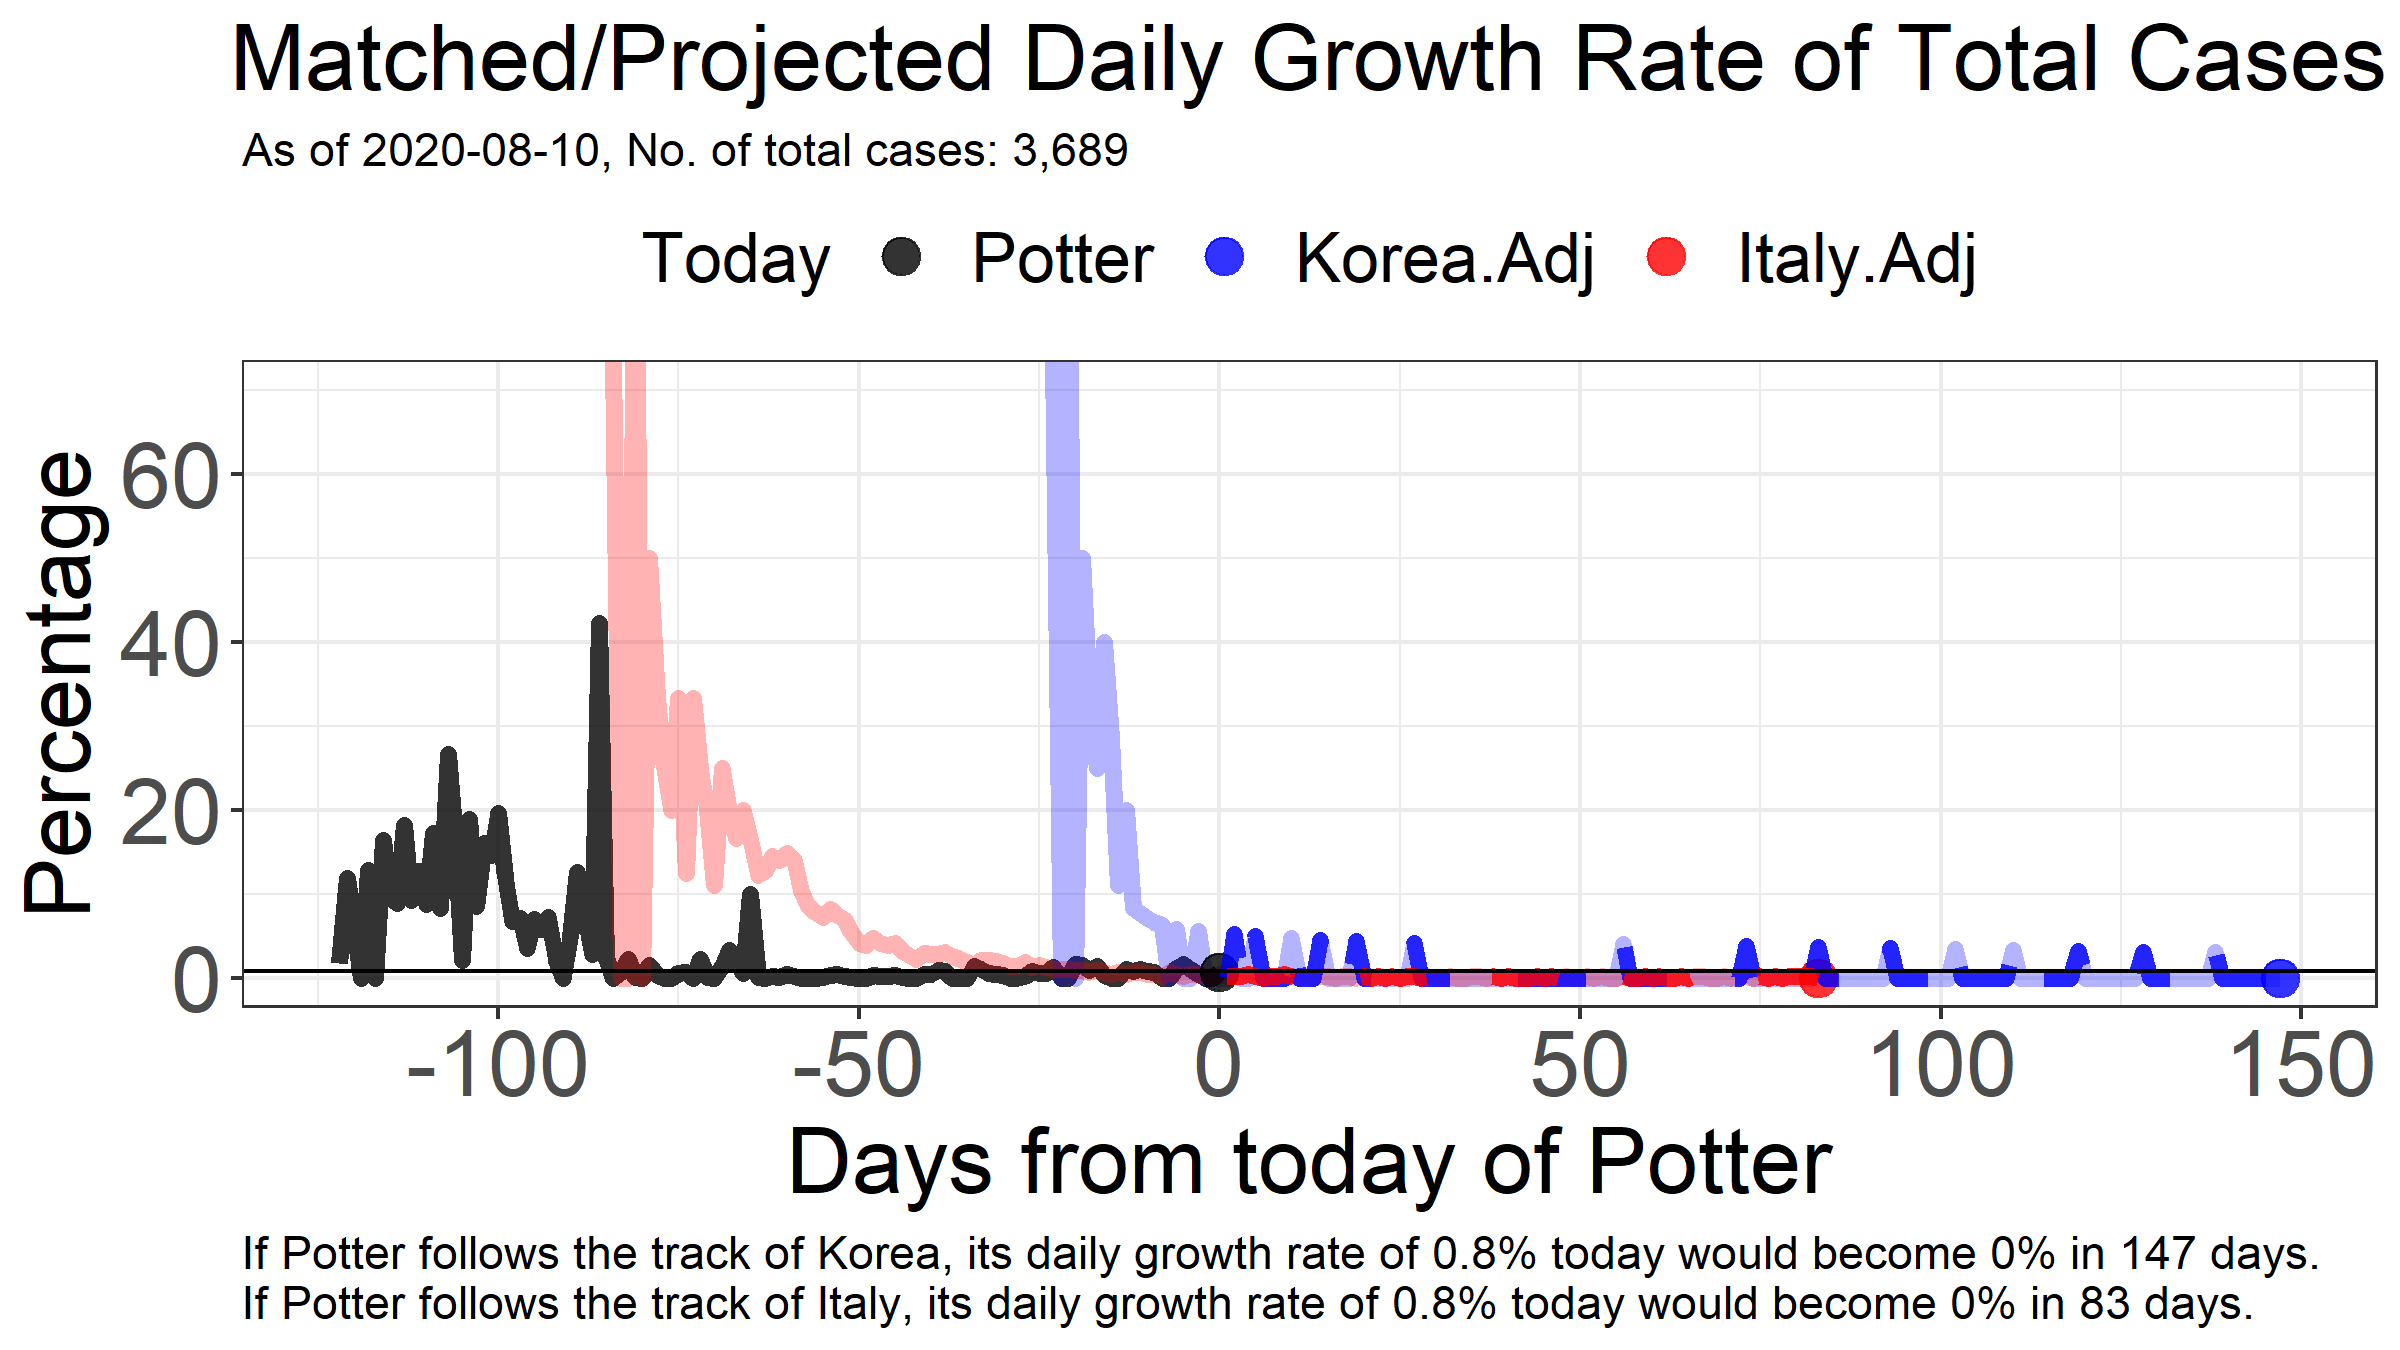 Matched/Projected Daily Growth Rate of Total Cases
As of 2020-08-10, No. of total cases: 3,689
Today Potter Korea.Adj Italy.Adj
Percentage
60
40
20
0
-100 -50 0 50 100 150
Days from today of Potter
If Potter follows the track of Korea, its daily growth rate of 0.8% today would become 0% in 147 days.
If Potter follows the track of Italy, its daily growth rate of 0.8% today would become 0% in 83 days.